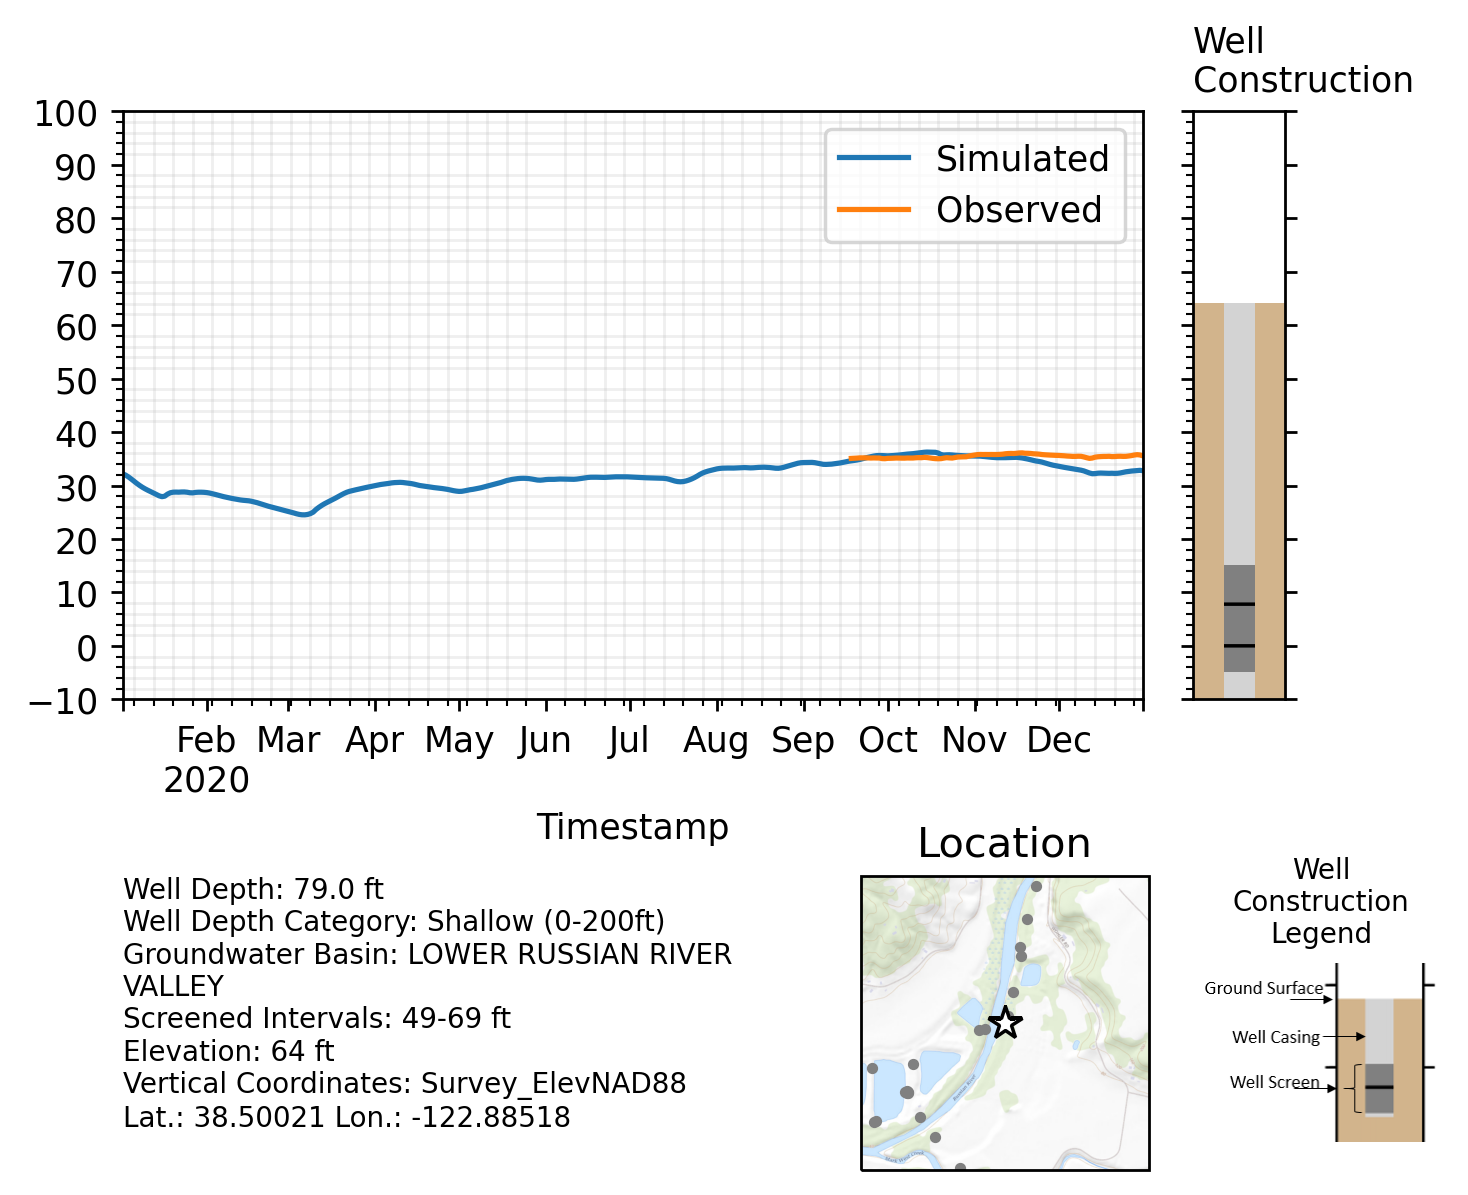 Well
Construction
100
90
80
70
60
50
40
30
20
10
0
−10
Simulated
Observed
Feb Mar Apr May Jun Jul Aug Sep Oct Nov Dec
2020
Timestamp
Well Depth: 79.0 ft
Well Depth Category: Shallow (0-200ft)
Groundwater Basin: LOWER RUSSIAN RIVER
VALLEY
Screened Intervals: 49-69 ft
Elevation: 64 ft
Vertical Coordinates: Survey_ElevNAD88
Lat.: 38.50021 Lon.: -122.88518
Location
Well
Construction
Legend
Ground Surface
Well Casing
Well Screen